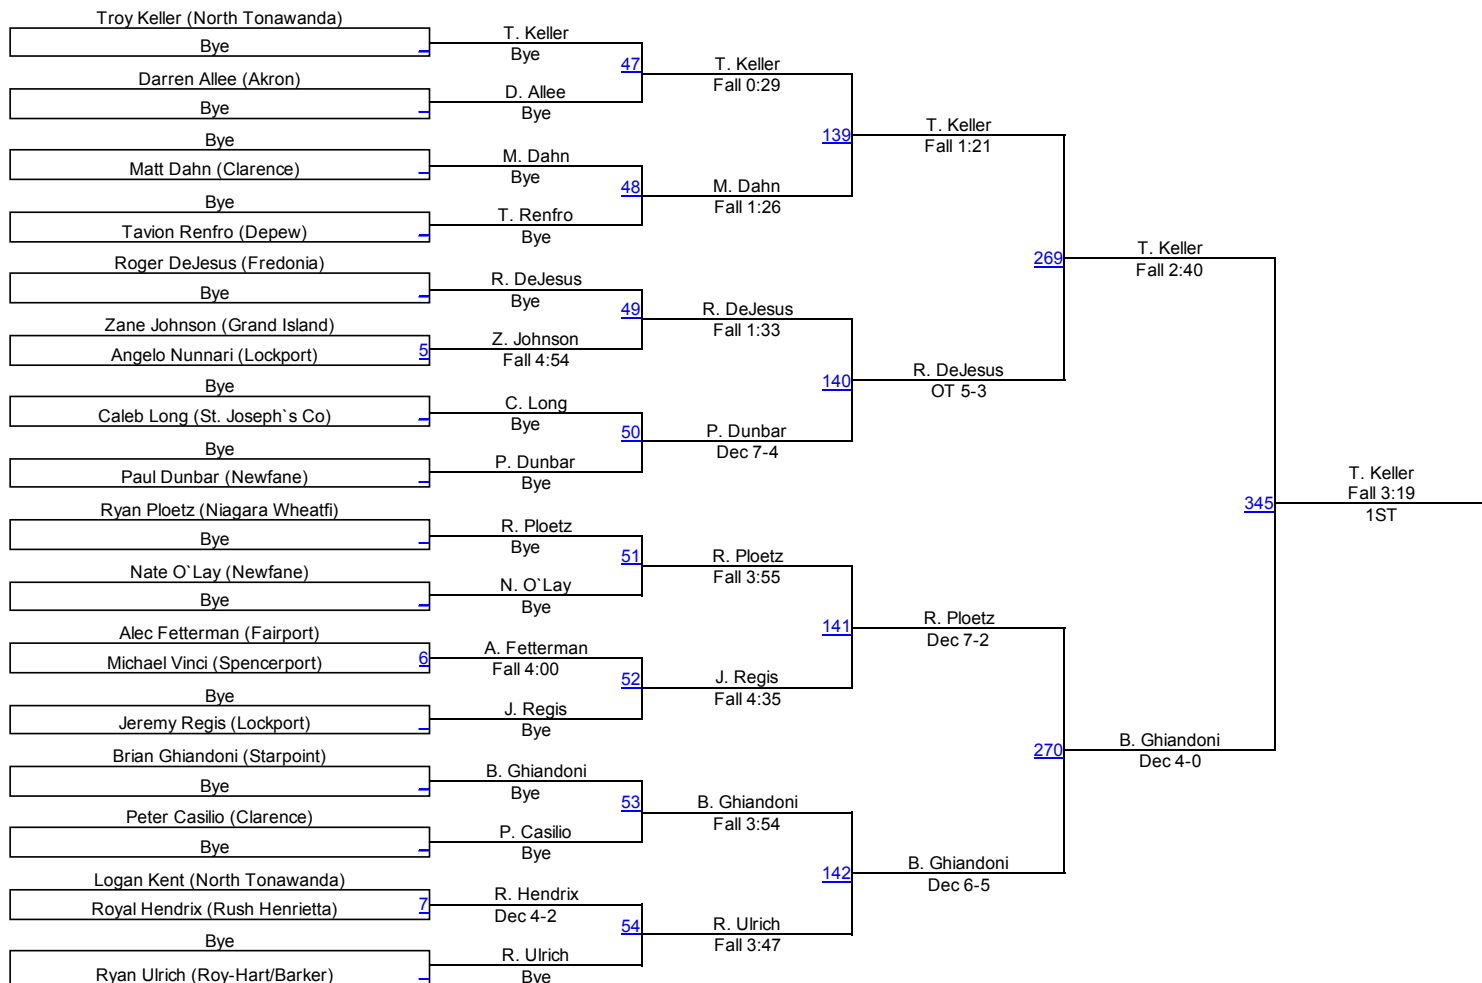 Troy Keller (North Tonawanda)
Bye
Darren Allee (Akron)
Bye
Bye
Matt Dahn (Clarence)
Bye
Tavion Renfro (Depew)
Roger DeJesus (Fredonia)
Bye
Zane Johnson (Grand Island)
Angelo Nunnari (Lockport) 5
Bye
Caleb Long (St. Joseph`s Co)
Bye
Paul Dunbar (Newfane)
Ryan Ploetz (Niagara Wheatfi)
Bye
Nate O`Lay (Newfane)
Bye
Alec Fetterman (Fairport)
Michael Vinci (Spencerport) 6
Bye
Jeremy Regis (Lockport)
Brian Ghiandoni (Starpoint)
Bye
Peter Casilio (Clarence)
Bye
Logan Kent (North Tonawanda)
Royal Hendrix (Rush Henrietta) 7
Bye
Ryan Ulrich (Roy-Hart/Barker)
T. Keller
Bye
47
D. Allee
Bye
M. Dahn
Bye
48
T. Renfro
Bye
R. DeJesus
Bye
49
Z. Johnson
Fall 4:54
C. Long
Bye
50
P. Dunbar
Bye
R. Ploetz
Bye
51
N. O`Lay
Bye
A. Fetterman
Fall 4:00
52
J. Regis
Bye
B. Ghiandoni
Bye
53
P. Casilio
Bye
R. Hendrix
Dec 4-2
54
R. Ulrich
Bye
T. Keller
Fall 0:29
139
M. Dahn
Fall 1:26
R. DeJesus
Fall 1:33
140
P. Dunbar
Dec 7-4
R. Ploetz
Fall 3:55
141
J. Regis
Fall 4:35
B. Ghiandoni
Fall 3:54
142
R. Ulrich
Fall 3:47
T. Keller
Fall 1:21
269
R. DeJesus
OT 5-3
R. Ploetz
Dec 7-2
270
B. Ghiandoni
Dec 6-5
T. Keller
Fall 2:40
345
B. Ghiandoni
Dec 4-0
T. Keller
Fall 3:19
1ST